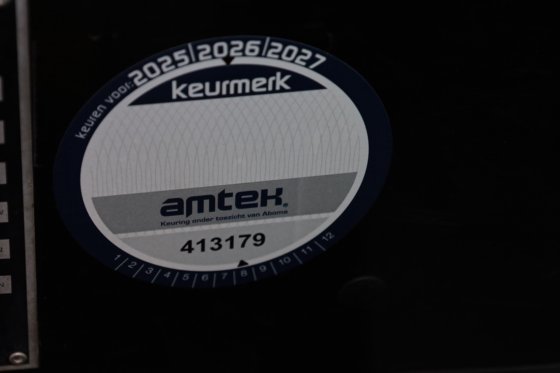 keuren voor: 2025|2026|2027
keurmerk
amtek®
Keuring onder toezicht van Aboma
413179
1/2/3/4/5/6/7/8/9/10/11/12